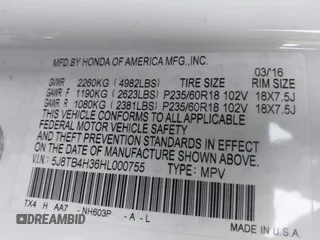 MFD.BY HONDA OF AMERICA MFG.,INC.
03/16
GVWR 2260KG (4982LBS) TIRE SIZE RIM SIZE
GAWR F 1190KG (2623LBS) P235/60R18 102V 18X7.5J
GAWR R 1080KG (2381LBS) P235/60R18 102V 18X7.5J
THIS VEHICLE CONFORMS TO ALL APPLICABLE
FEDERAL MOTOR VEHICLE SAFETY AND
THEFT PREVENTION STANDARDS IN EFFECT
ON THE DATE OF MANUFACTURE SHOWN ABOVE.
V.I.N: 5J8TB4H36HL000755 TYPE: MPV
TX4 H AA7 - NH603P - A - L
DREAMBID